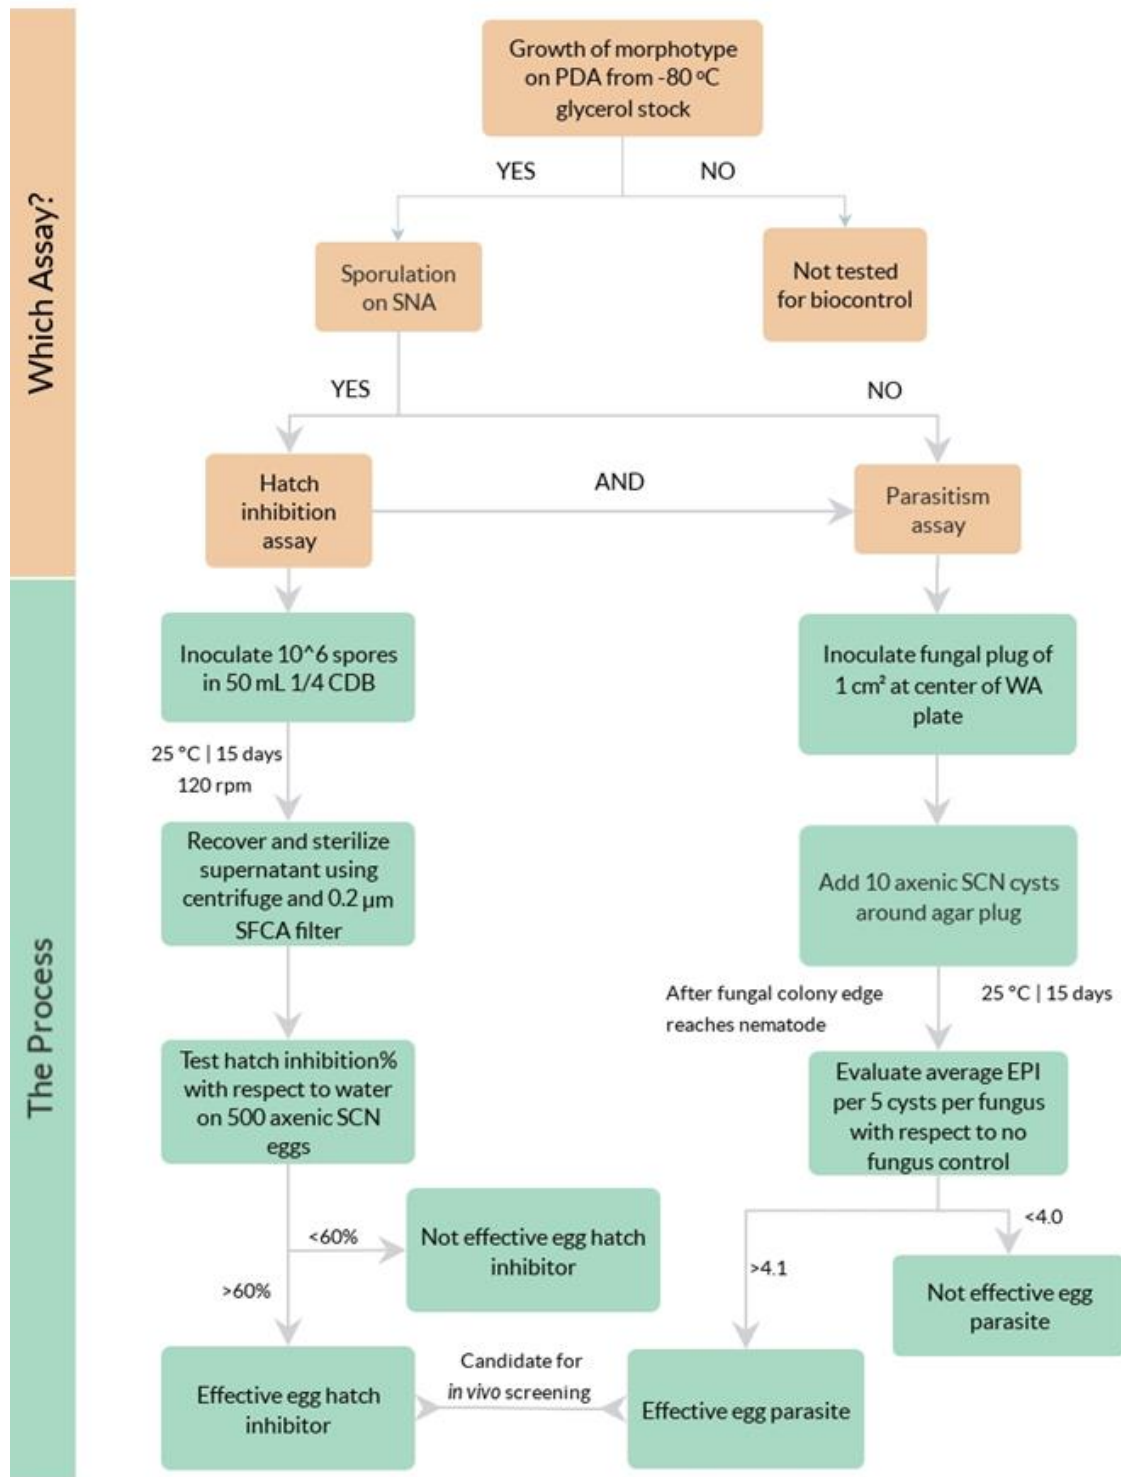 Which Assay?
Growth of morphotype
on PDA from -80 ºC
glycerol stock
YES
NO
Sporulation
on SNA
Not tested
for biocontrol
YES
NO
Hatch
inhibition
assay
AND
Parasitism
assay
The Process
Inoculate 10^6 spores
in 50 mL 1/4 CDB
25 °C | 15 days
120 rpm
Recover and sterilize
supernatant using
centrifuge and 0.2 µm
SFCA filter
Test hatch inhibition%
with respect to water
on 500 axenic SCN
eggs
<60%
Not effective egg hatch
inhibitor
>60%
Effective egg hatch
inhibitor
Inoculate fungal plug of
1 cm² at center of WA
plate
Add 10 axenic SCN cysts
around agar plug
After fungal colony edge
reaches nematode
25 °C | 15 days
Evaluate average EPI
per 5 cysts per fungus
with respect to no
fungus control
<4.0
>4.1
Not effective egg
parasite
Candidate for
in vivo screening
Effective egg parasite